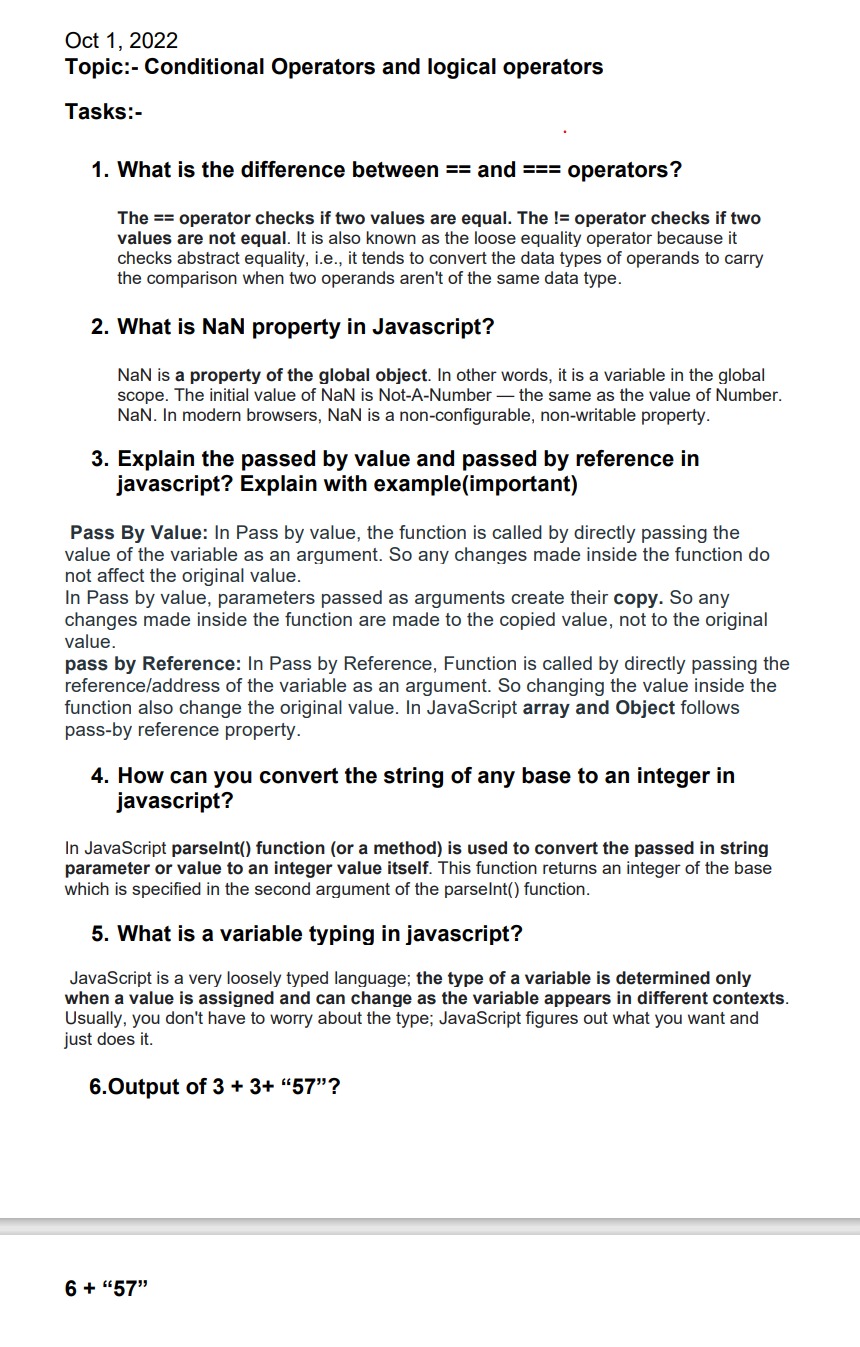 Oct 1, 2022
Topic:- Conditional Operators and logical operators
Tasks:-
1. What is the difference between == and === operators?
The == operator checks if two values are equal. The != operator checks if two
values are not equal. It is also known as the loose equality operator because it
checks abstract equality, i.e., it tends to convert the data types of operands to carry
the comparison when two operands aren't of the same data type.
2. What is NaN property in Javascript?
NaN is a property of the global object. In other words, it is a variable in the global
scope. The initial value of NaN is Not-A-Number — the same as the value of Number.
NaN. In modern browsers, NaN is a non-configurable, non-writable property.
3. Explain the passed by value and passed by reference in
javascript? Explain with example(important)
Pass By Value: In Pass by value, the function is called by directly passing the
value of the variable as an argument. So any changes made inside the function do
not affect the original value.
In Pass by value, parameters passed as arguments create their copy. So any
changes made inside the function are made to the copied value, not to the original
value.
pass by Reference: In Pass by Reference, Function is called by directly passing the
reference/address of the variable as an argument. So changing the value inside the
function also change the original value. In JavaScript array and Object follows
pass-by reference property.
4. How can you convert the string of any base to an integer in
javascript?
In JavaScript parseInt() function (or a method) is used to convert the passed in string
parameter or value to an integer value itself. This function returns an integer of the base
which is specified in the second argument of the parseInt() function.
5. What is a variable typing in javascript?
JavaScript is a very loosely typed language; the type of a variable is determined only
when a value is assigned and can change as the variable appears in different contexts.
Usually, you don't have to worry about the type; JavaScript figures out what you want and
just does it.
6.Output of 3 + 3+ “57”?
6 + “57”